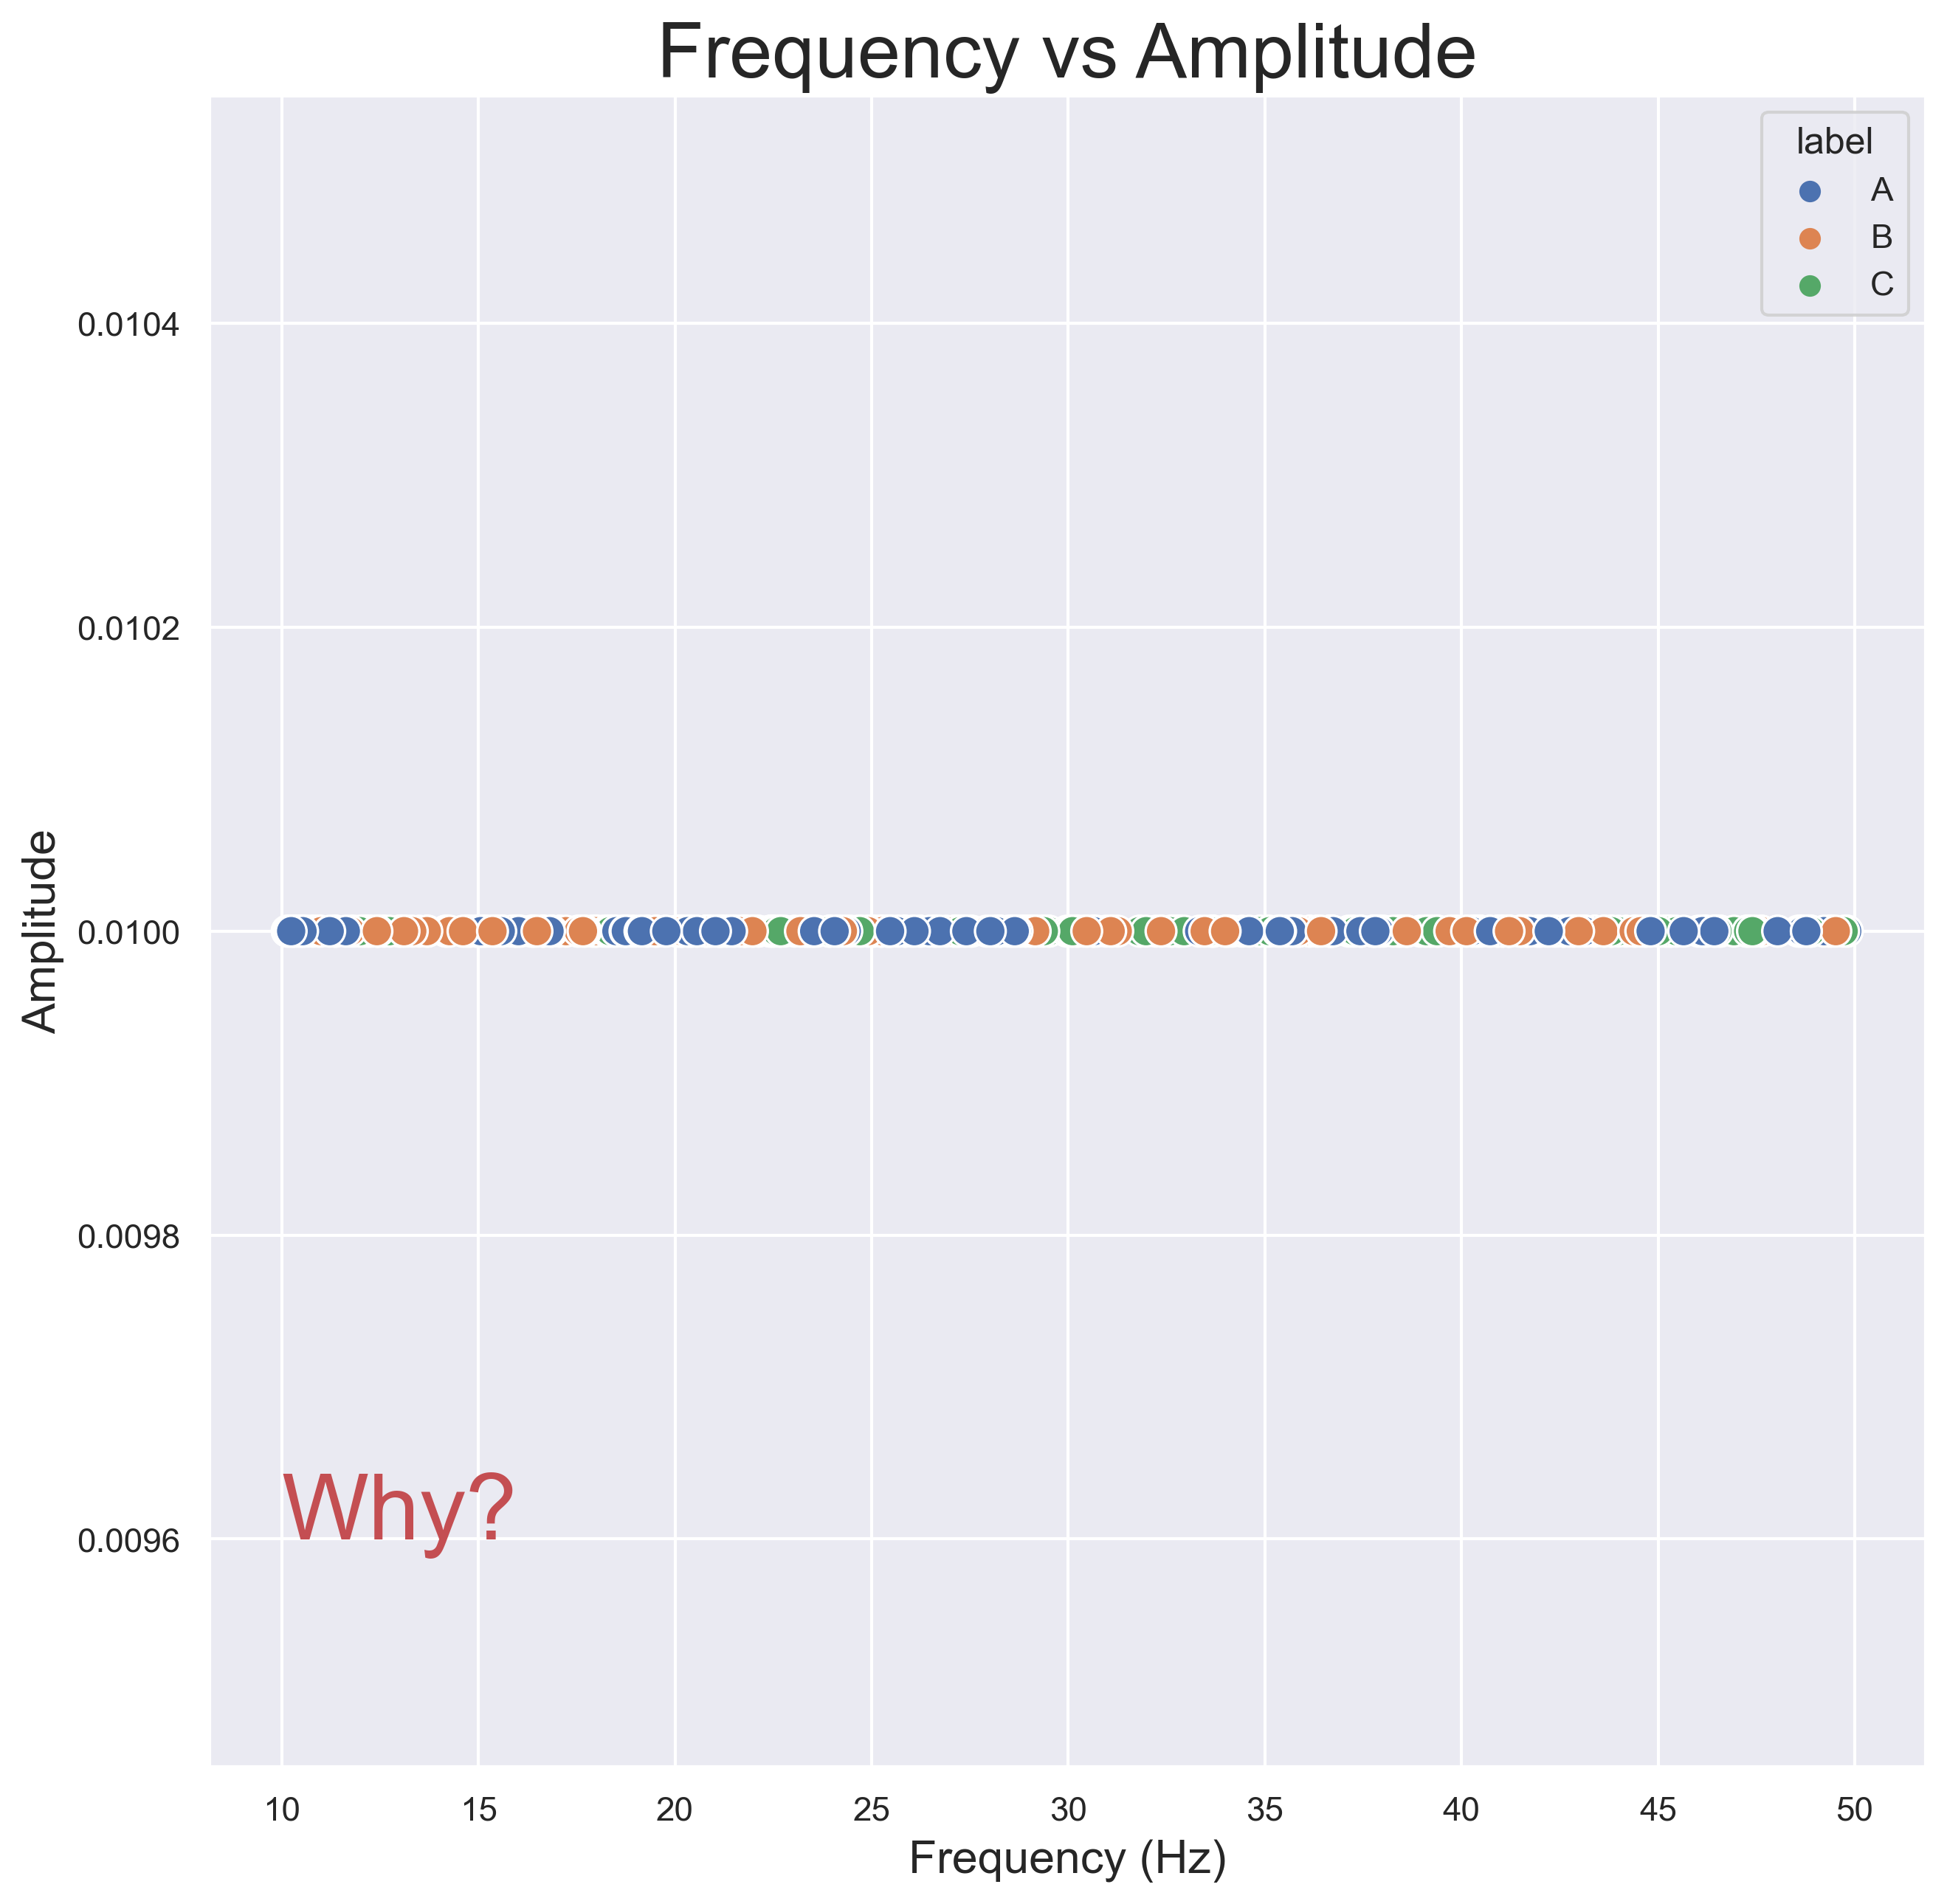 Frequency vs Amplitude
label
A
B
C
Amplitude
0.0104
0.0102
0.0100
0.0098
0.0096
Why?
10 15 20 25 30 35 40 45 50
Frequency (Hz)